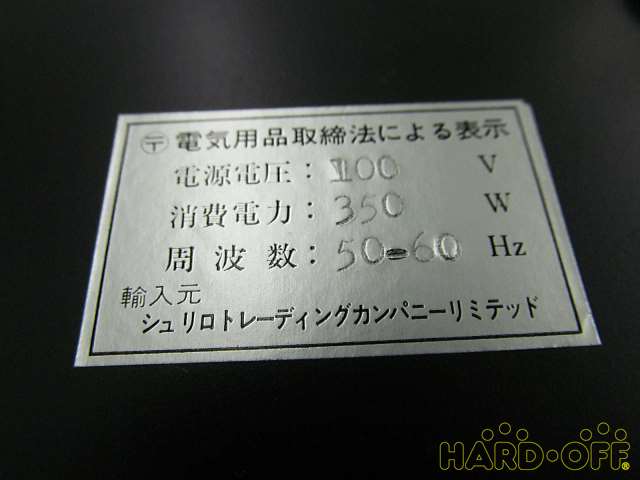 〶 電気用品取締法による表示
電源電圧：100 V
消費電力：350 W
周波数：50-60 Hz
輸入元
シュリロトレーディングカンパニーリミテッド
HARD・OFF®